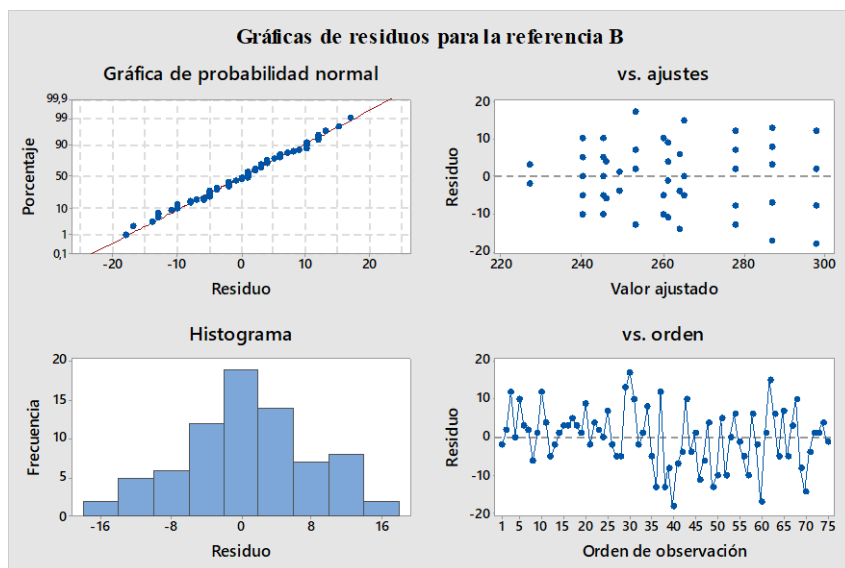 Gráficas de residuos para la referencia B
Gráfica de probabilidad normal
99,9
99
90
50
10
1
0,1
Porcentaje
-20 -10 0 10 20
Residuo
vs. ajustes
20
10
0
-10
-20
Residuo
220 240 260 280 300
Valor ajustado
Histograma
20
15
10
5
0
Frecuencia
-16 -8 0 8 16
Residuo
vs. orden
20
10
0
-10
-20
Residuo
1 5 10 15 20 25 30 35 40 45 50 55 60 65 70 75
Orden de observación